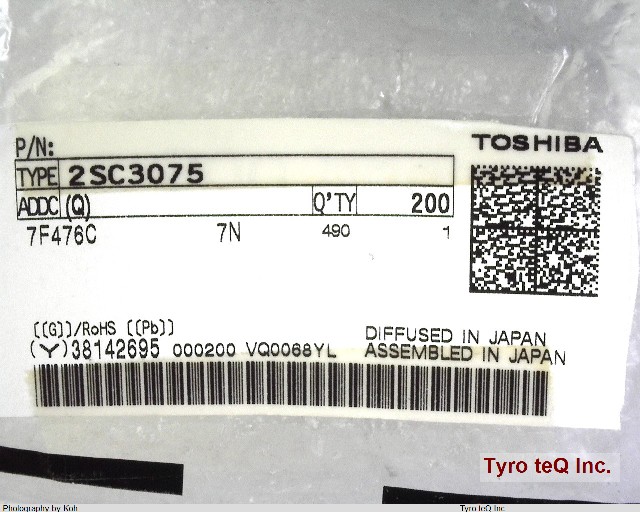 P/N:
TOSHIBA
TYPE 2SC3075
ADDC (Q) Q'TY 200
7F476C 7N 490 1
[[G]]/RoHS [[Pb]]
DIFFUSED IN JAPAN
(Y)38142695 000200 VQ0068YL ASSEMBLED IN JAPAN
Tyro teQ Inc.
Photography by Koh Tyro teQ Inc